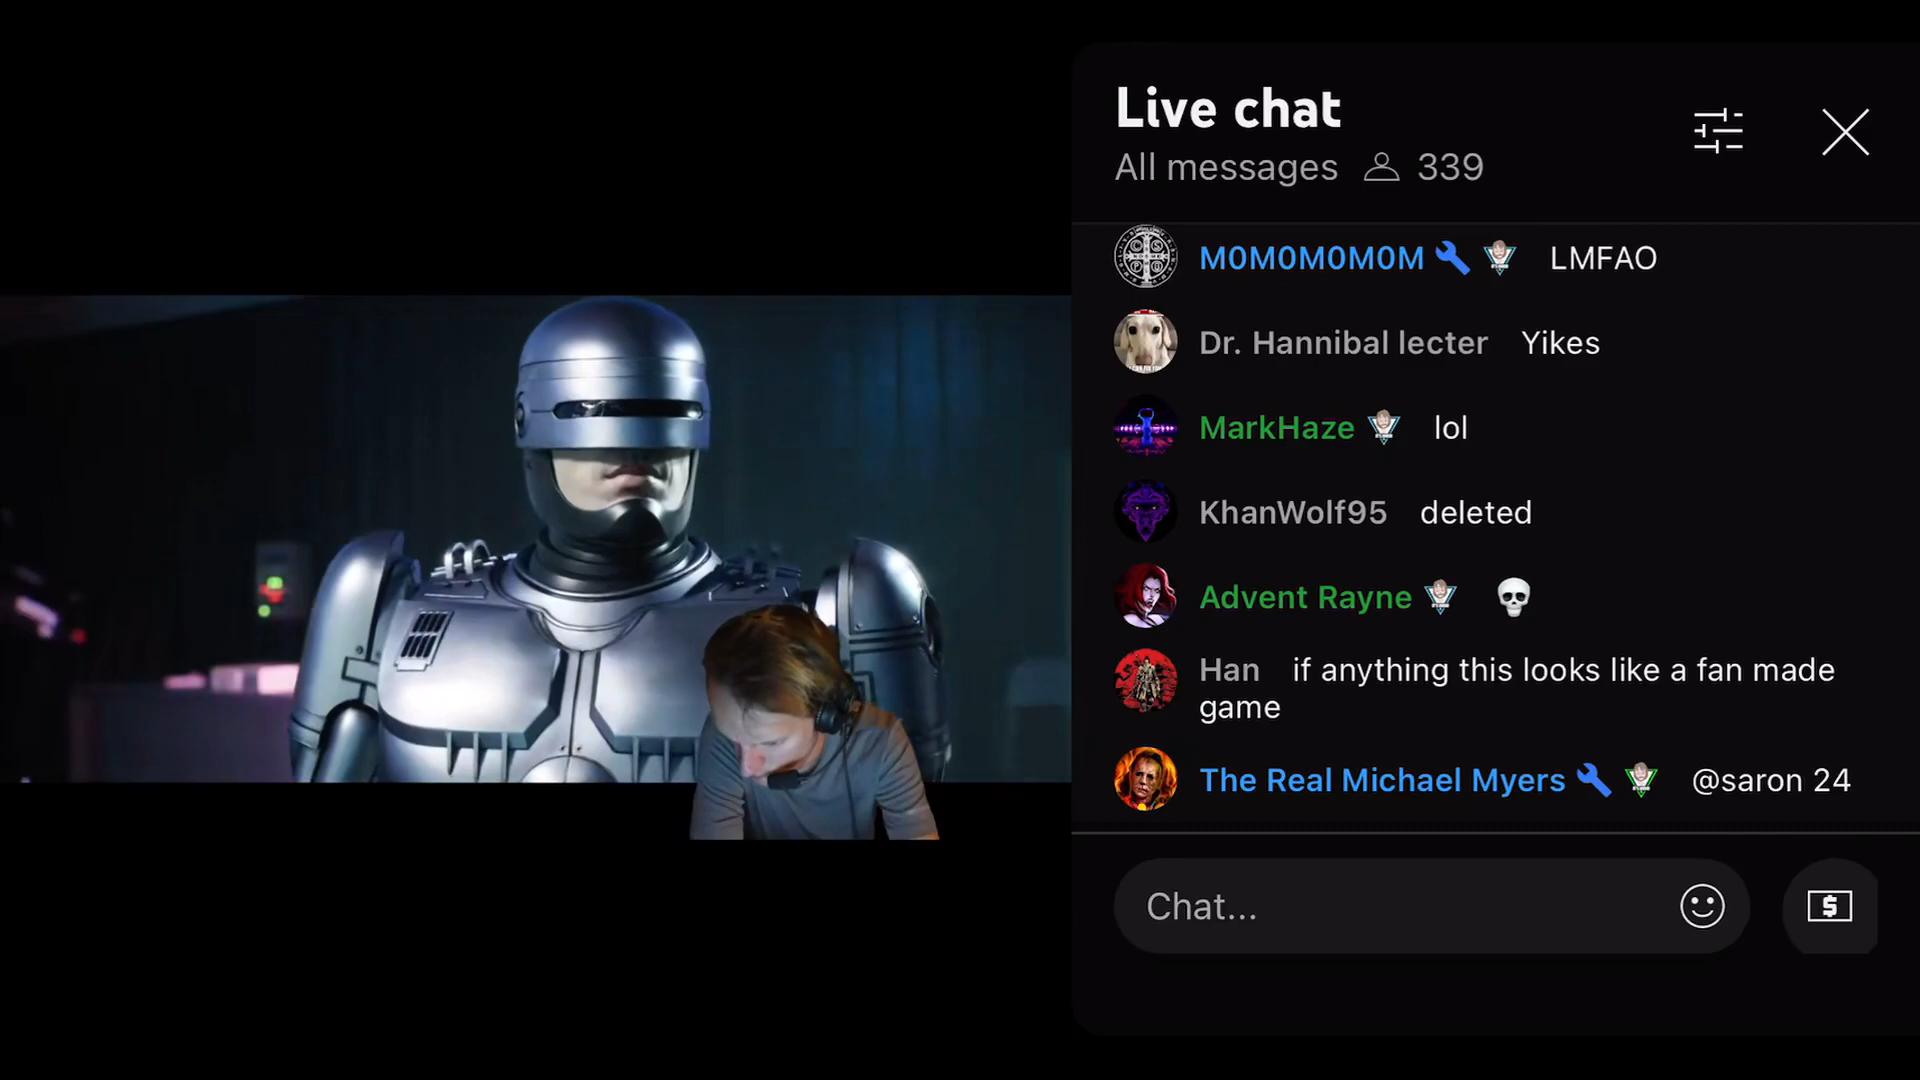 Live chat
All messages 339
M0M0M0M0M LMFAO
Dr. Hannibal lecter Yikes
MarkHaze lol
KhanWolf95 deleted
Advent Rayne 💀
Han if anything this looks like a fan made
game
The Real Michael Myers @saron 24
Chat...
$